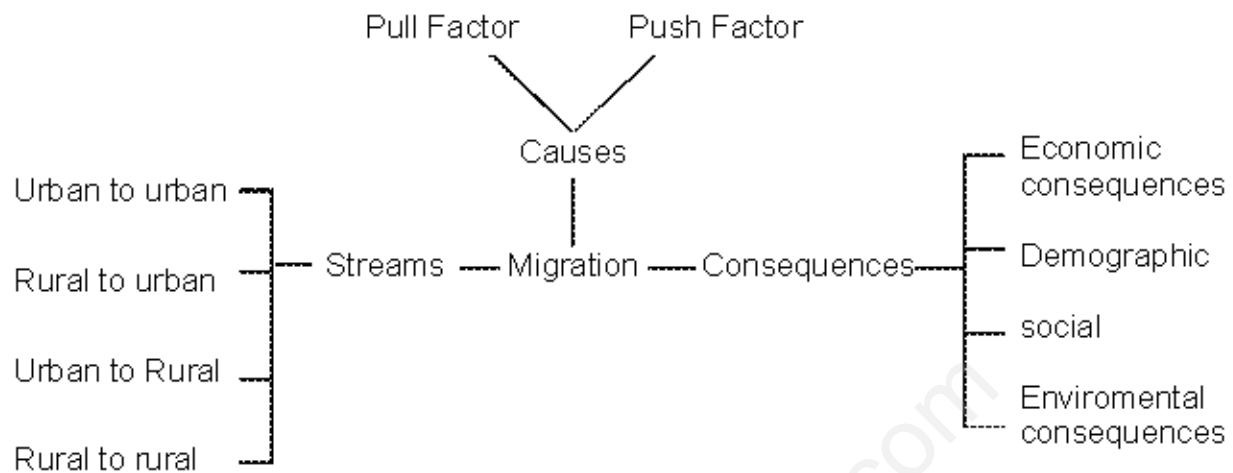 Pull Factor Push Factor
Causes
Urban to urban
Rural to urban
Urban to Rural
Rural to rural
Streams Migration Consequences
Economic
consequences
Demographic
social
Enviromental
consequences
com